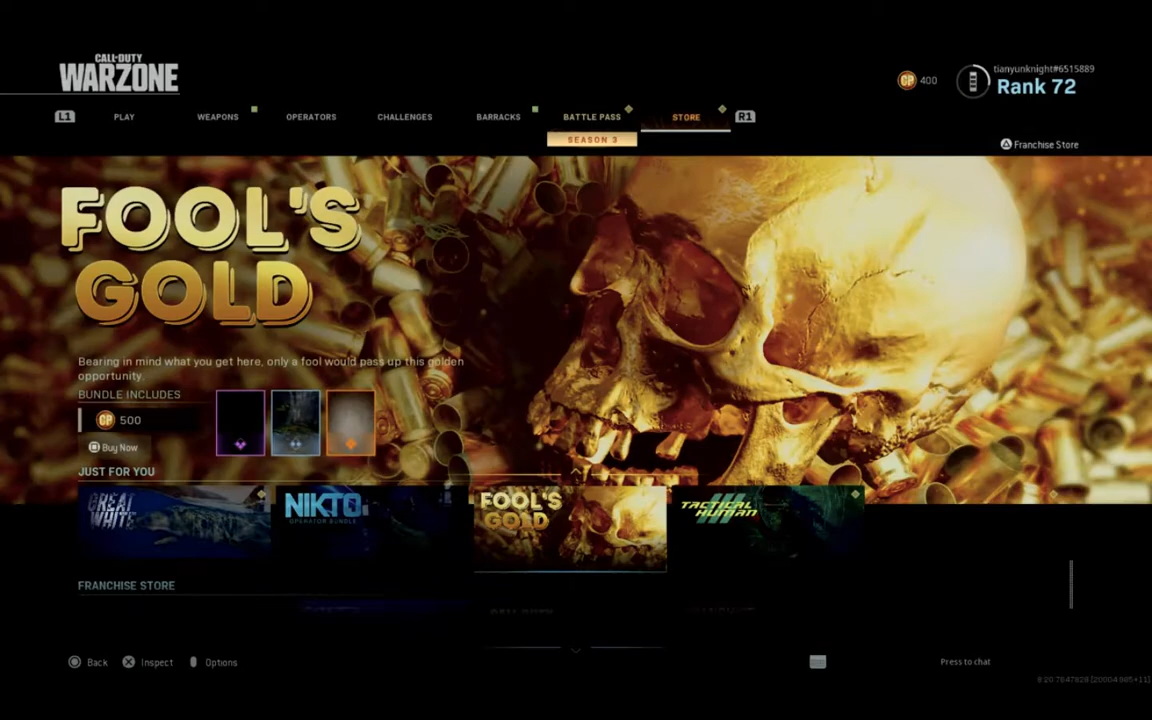 CALL·DUTY
WARZONE
CP 400
tianyunknight#6515889
Rank 72
L1
PLAY
WEAPONS
OPERATORS
CHALLENGES
BARRACKS
BATTLE PASS
STORE
R1
SEASON 3
Franchise Store
FOOL'S
GOLD
Bearing in mind what you get here, only a fool would pass up this golden
opportunity.
BUNDLE INCLUDES
CP 500
Buy Now
JUST FOR YOU
GREAT
WHITE
NIKTO
OPERATOR BUNDLE
FOOL'S
GOLD
TACTICAL
HUMAN
FRANCHISE STORE
Back
Inspect
Options
Press to chat